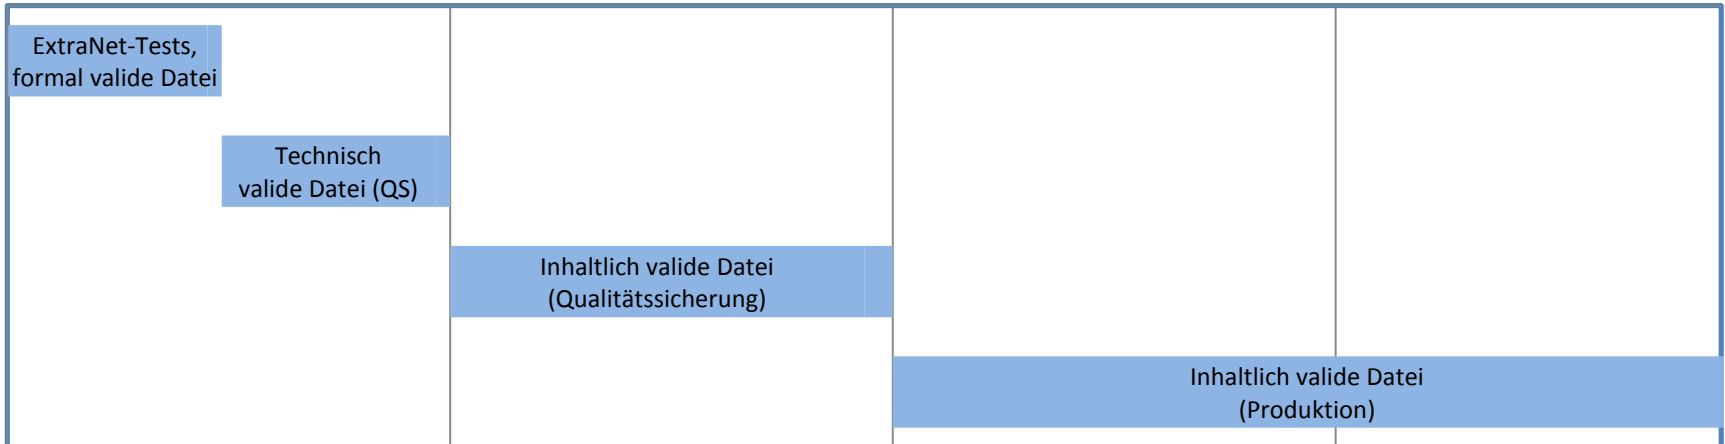 ExtraNet-Tests,
formal valide Datei
Technisch
valide Datei (QS)
Inhaltlich valide Datei
(Qualitätssicherung)
Inhaltlich valide Datei
(Produktion)